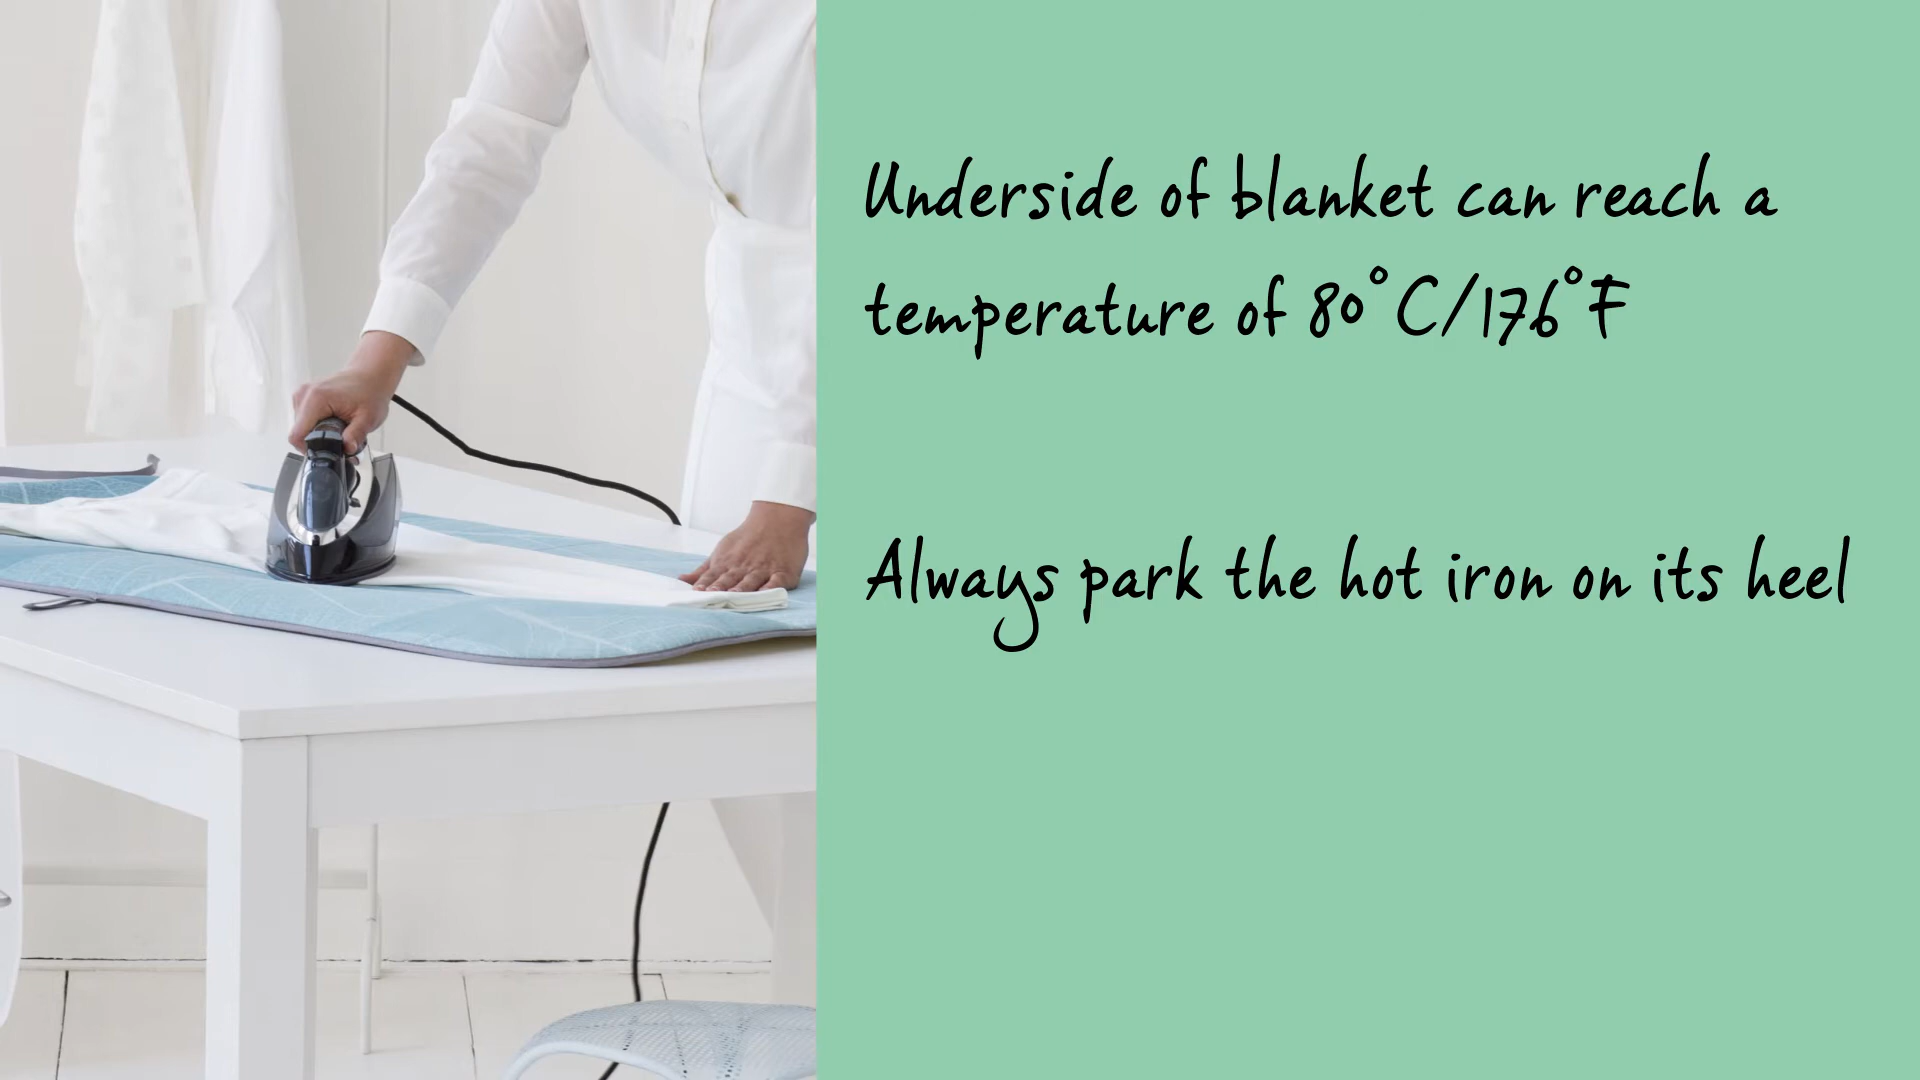 Underside of blanket can reach a
temperature of 80°C/176°F
Always park the hot iron on its heel